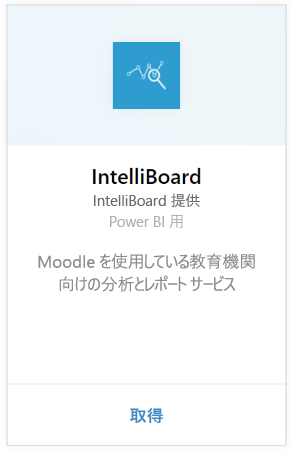 IntelliBoard
IntelliBoard 提供
Power BI 用
Moodle を使用している教育機関
向けの分析とレポート サービス
取得